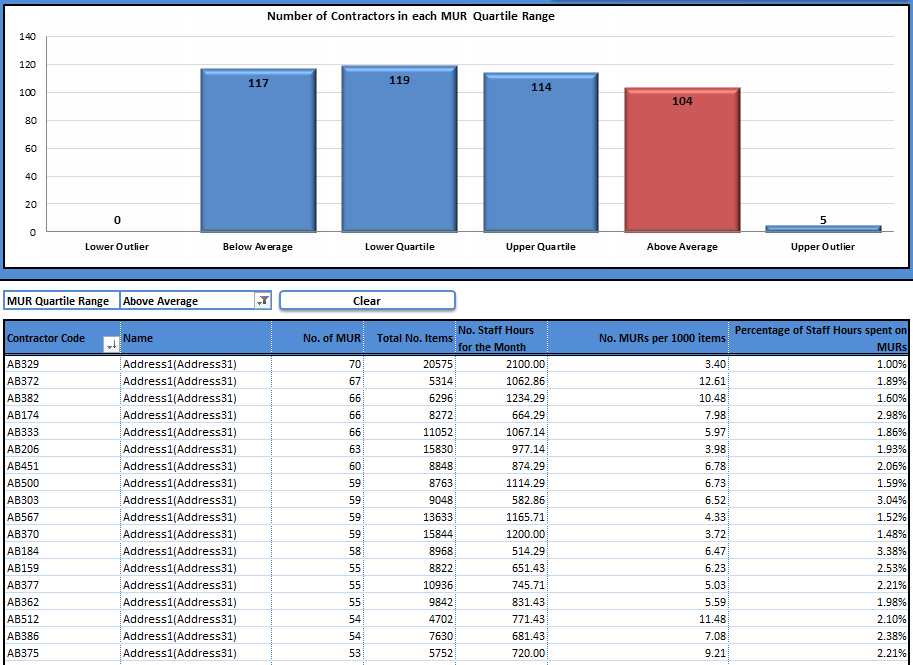 Number of Contractors in each MUR Quartile Range
140
120
100
80
60
40
20
0
0
117
119
114
104
5
Lower Outlier Below Average Lower Quartile Upper Quartile Above Average Upper Outlier
MUR Quartile Range Above Average Clear
Contractor Code Name No. of MUR Total No. Items No. Staff Hours for the Month No. MURs per 1000 items Percentage of Staff Hours spent on MURs
AB329 Address1(Address31) 70 20575 2100.00 3.40 1.00%
AB372 Address1(Address31) 67 5314 1062.86 12.61 1.89%
AB382 Address1(Address31) 66 6296 1234.29 10.48 1.60%
AB174 Address1(Address31) 66 8272 664.29 7.98 2.98%
AB333 Address1(Address31) 66 11052 1067.14 5.97 1.86%
AB206 Address1(Address31) 63 15830 977.14 3.98 1.93%
AB451 Address1(Address31) 60 8848 874.29 6.78 2.06%
AB500 Address1(Address31) 59 8763 1114.29 6.73 1.59%
AB303 Address1(Address31) 59 9048 582.86 6.52 3.04%
AB567 Address1(Address31) 59 13633 1165.71 4.33 1.52%
AB370 Address1(Address31) 59 15844 1200.00 3.72 1.48%
AB184 Address1(Address31) 58 8968 514.29 6.47 3.38%
AB159 Address1(Address31) 55 8822 651.43 6.23 2.53%
AB377 Address1(Address31) 55 10936 745.71 5.03 2.21%
AB362 Address1(Address31) 55 9842 831.43 5.59 1.98%
AB512 Address1(Address31) 54 4702 771.43 11.48 2.10%
AB386 Address1(Address31) 54 7630 681.43 7.08 2.38%
AB375 Address1(Address31) 53 5752 720.00 9.21 2.21%